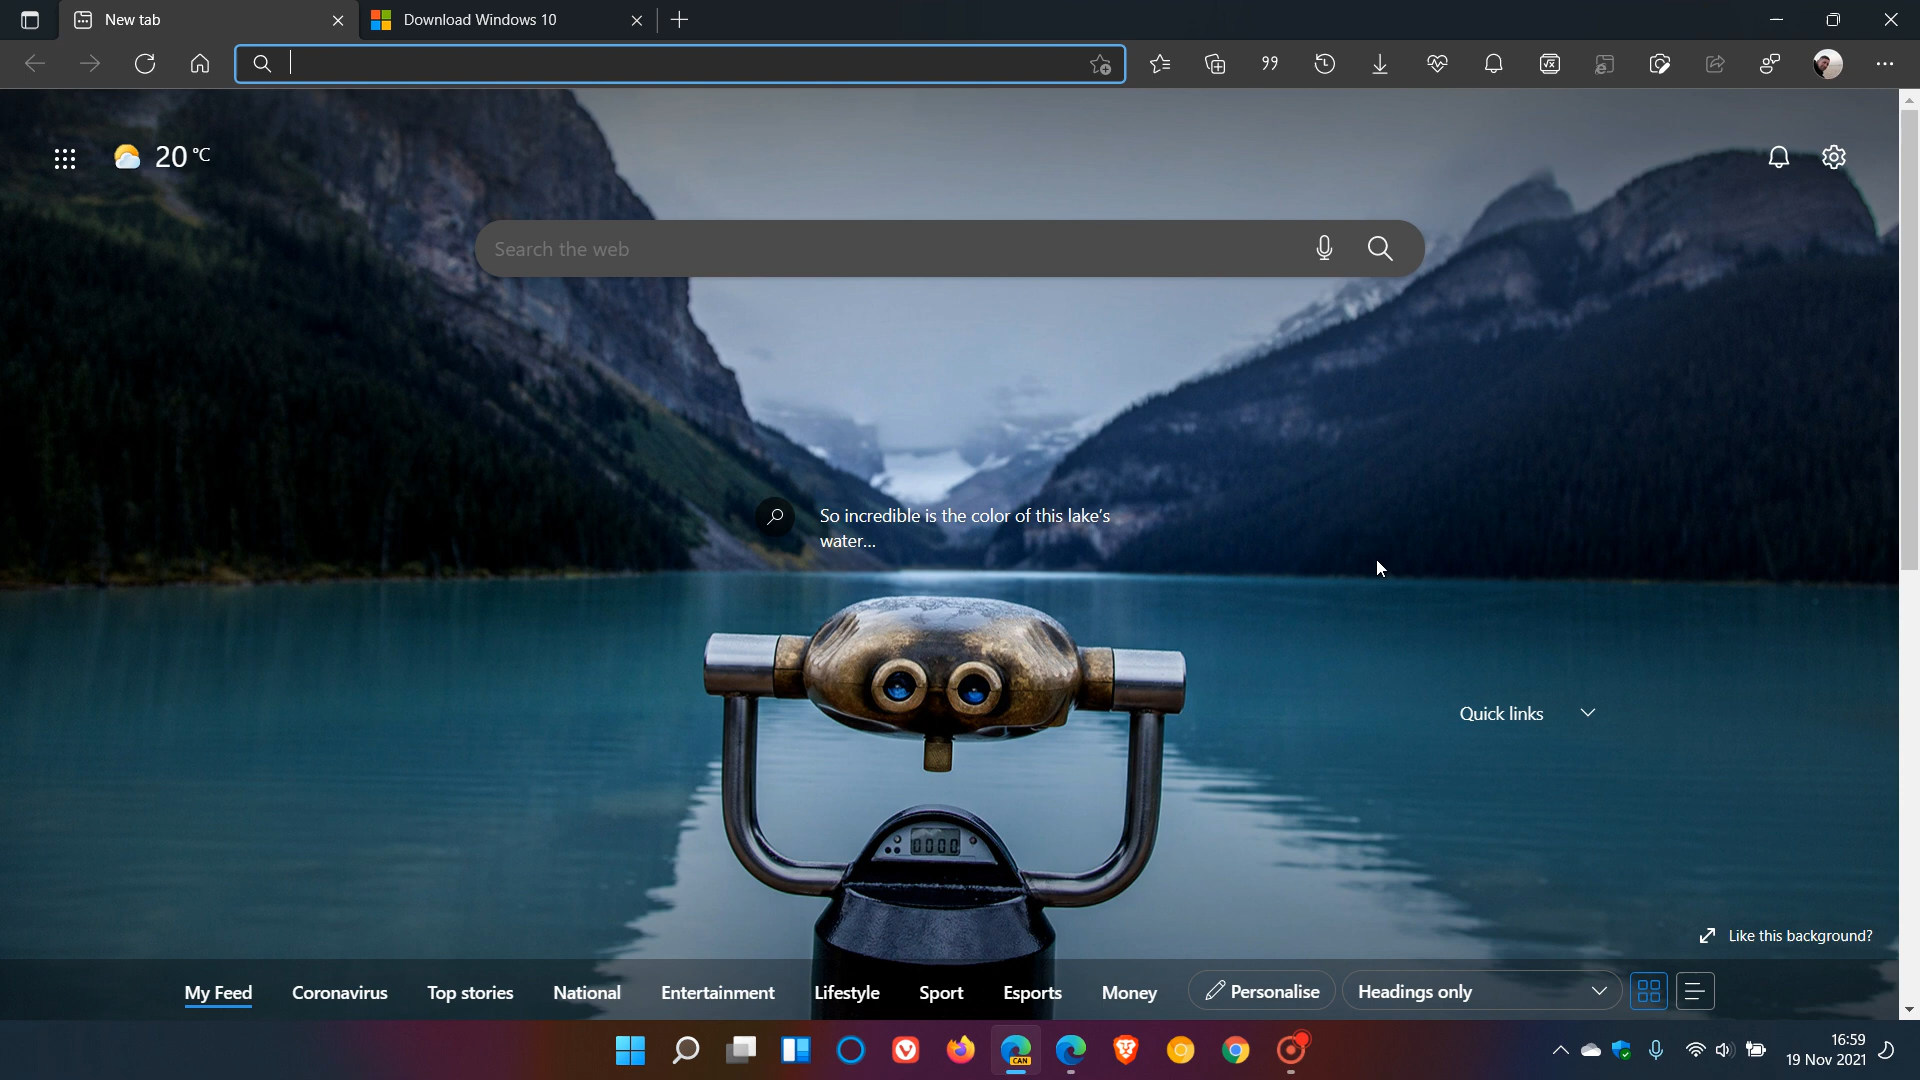 New tab
Download Windows 10
20 °C
Search the web
So incredible is the color of this lake's
water...
Quick links
0000
Like this background?
My Feed
Coronavirus
Top stories
National
Entertainment
Lifestyle
Sport
Esports
Money
Personalise
Headings only
CAN
16:59
19 Nov 2021